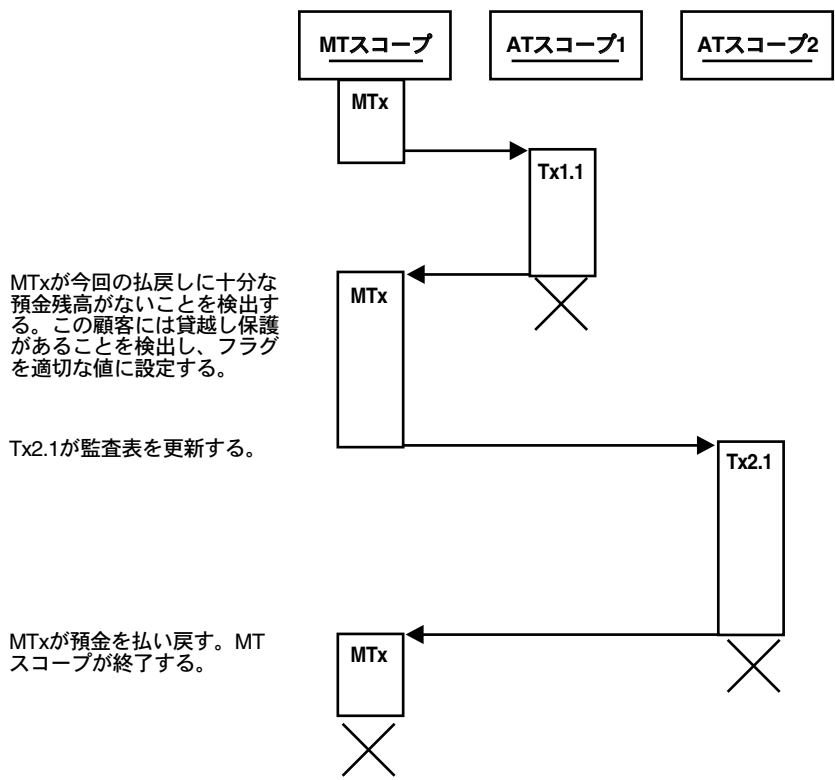 MTスコープ
ATスコープ1
ATスコープ2
MTx
Tx1.1
MTxが今回の払戻しに十分な
預金残高がないことを検出す
る。この顧客には貸越し保護
があることを検出し、フラグ
を適切な値に設定する。
MTx
Tx2.1が監査表を更新する。
Tx2.1
MTxが預金を払い戻す。MT
スコープが終了する。
MTx